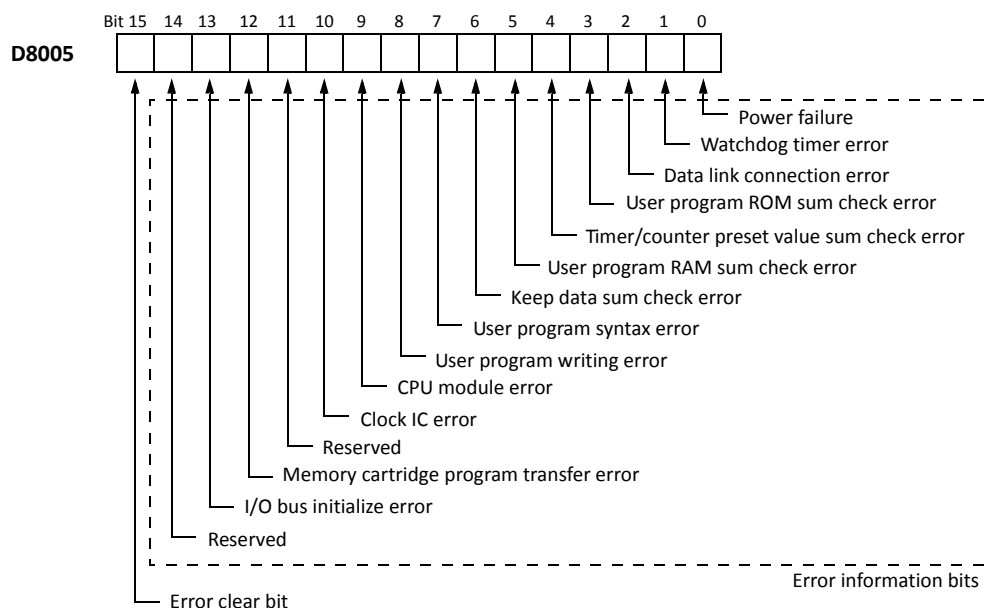 Bit 15 14 13 12 11 10 9 8 7 6 5 4 3 2 1 0
D8005
Power failure
Watchdog timer error
Data link connection error
User program ROM sum check error
Timer/counter preset value sum check error
User program RAM sum check error
Keep data sum check error
User program syntax error
User program writing error
CPU module error
Clock IC error
Reserved
Memory cartridge program transfer error
I/O bus initialize error
Reserved
Error information bits
Error clear bit